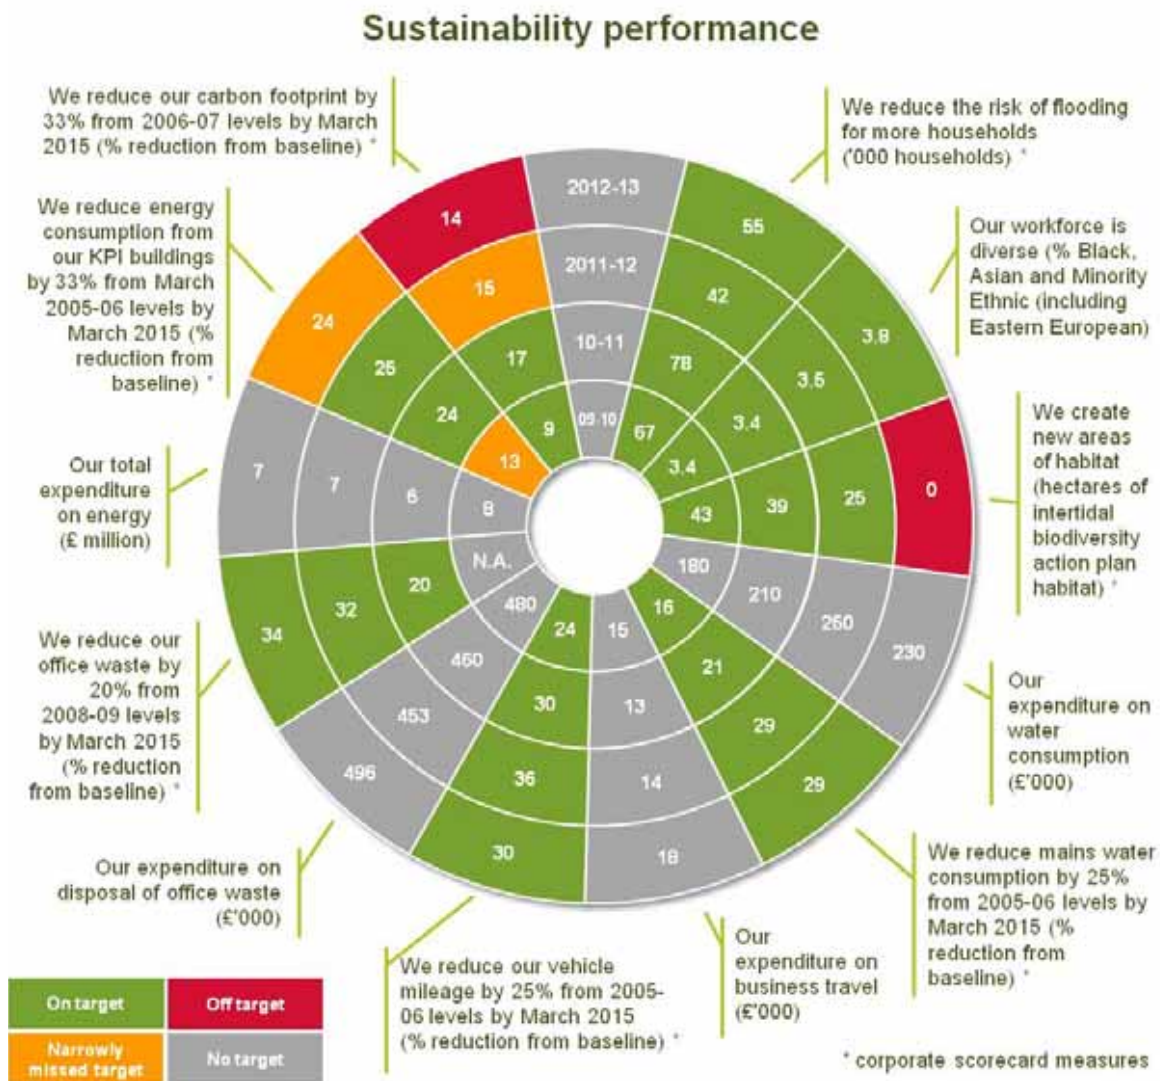 Sustainability performance
We reduce our carbon footprint by
33% from 2006-07 levels by March
2015 (% reduction from baseline) *
We reduce the risk of flooding
for more households
('000 households) *
We reduce energy
consumption from
our KPI buildings
by 33% from March
2005-06 levels by
March 2015 (%
reduction from
baseline) *
Our workforce is
diverse (% Black,
Asian and Minority
Ethnic (including
Eastern European)
We create
new areas
of habitat
(hectares of
intertidal
biodiversity
action plan
habitat) *
Our total
expenditure
on energy
(£ million)
We reduce our
office waste by
20% from
2008-09 levels
by March 2015
(% reduction
from baseline) *
Our
expenditure on
water
consumption
(£'000)
Our expenditure on
disposal of office waste
(£'000)
We reduce our vehicle
mileage by 25% from 2005-
06 levels by March 2015
(% reduction from baseline) *
Our
expenditure on
business travel
(£'000)
We reduce mains water
consumption by 25%
from 2005-06 levels by
March 2015 (%
reduction from
baseline) *
2012-13
2011-12
10-11
09-10
55
42
78
67
3.8
3.5
3.4
3.4
0
25
39
43
230
260
210
180
29
29
21
16
18
14
13
15
30
36
30
24
496
453
460
480
34
32
20
N.A.
7
7
6
8
24
25
24
13
14
15
17
9
On target
Off target
Narrowly
missed target
No target
* corporate scorecard measures